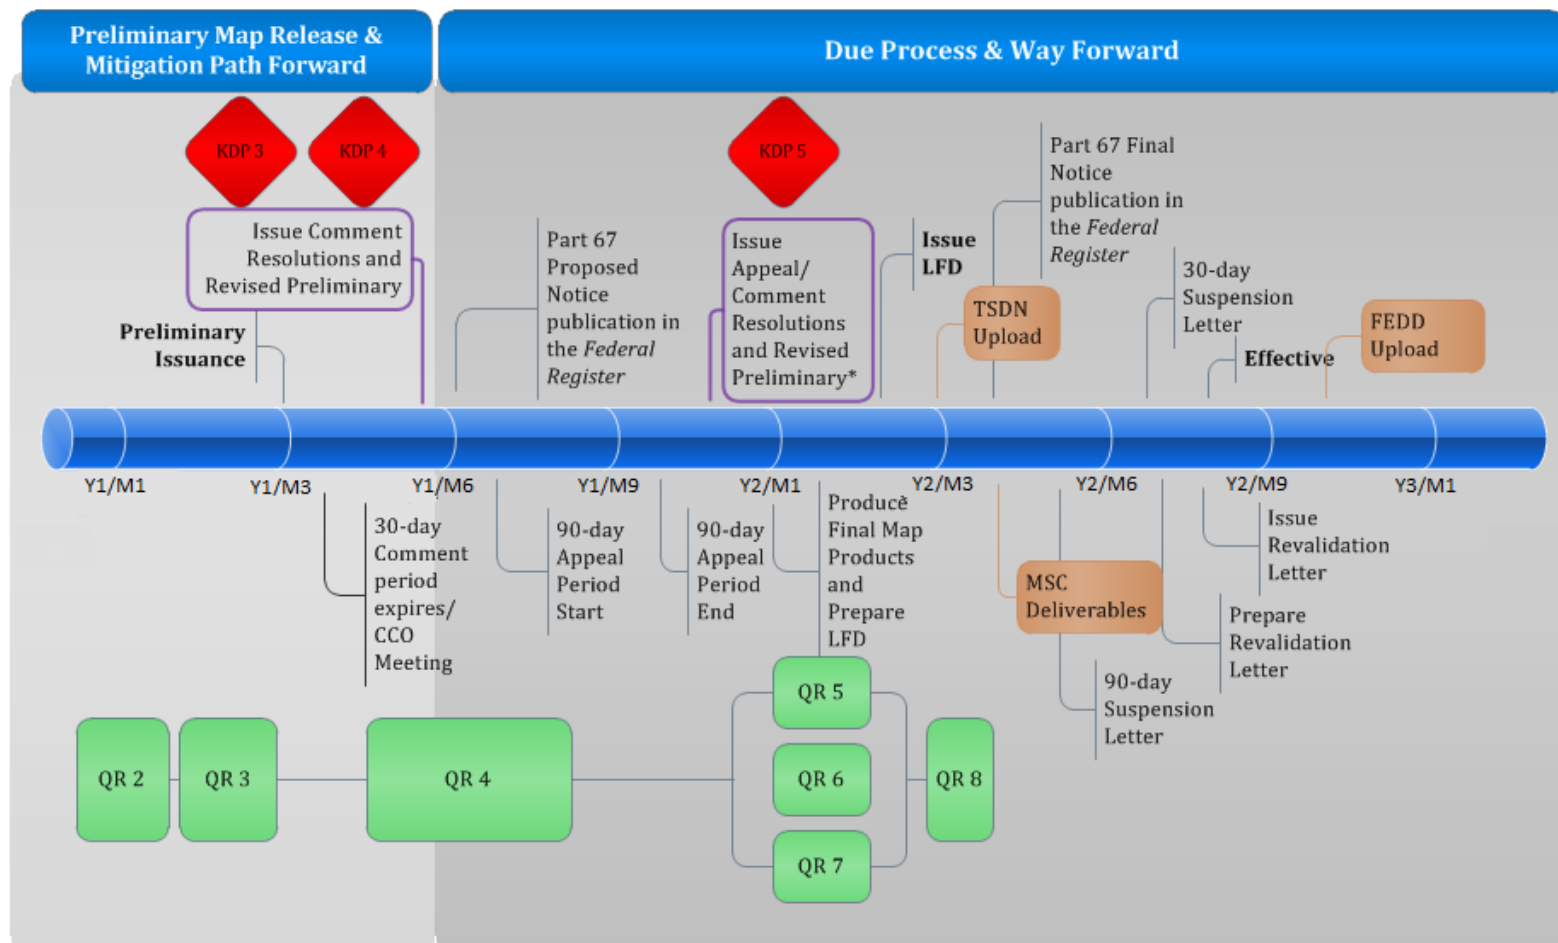 Preliminary Map Release &
Mitigation Path Forward
Due Process & Way Forward
KDP 3
KDP 4
KDP 5
Issue Comment
Resolutions and
Revised Preliminary
Preliminary
Issuance
Part 67
Proposed
Notice
publication in
the Federal
Register
Issue
Appeal/
Comment
Resolutions
and Revised
Preliminary*
Issue
LFD
TSDN
Upload
Part 67 Final
Notice
publication in
the Federal
Register
30-day
Suspension
Letter
Effective
FEDD
Upload
Y1/M1
Y1/M3
Y1/M6
Y1/M9
Y2/M1
Y2/M3
Y2/M6
Y2/M9
Y3/M1
30-day
Comment
period
expires/
CCO
Meeting
90-day
Appeal
Period
Start
90-day
Appeal
Period
End
Produce
Final Map
Products
and
Prepare
LFD
MSC
Deliverables
90-day
Suspension
Letter
Prepare
Revalidation
Letter
Issue
Revalidation
Letter
QR 2
QR 3
QR 4
QR 5
QR 6
QR 7
QR 8